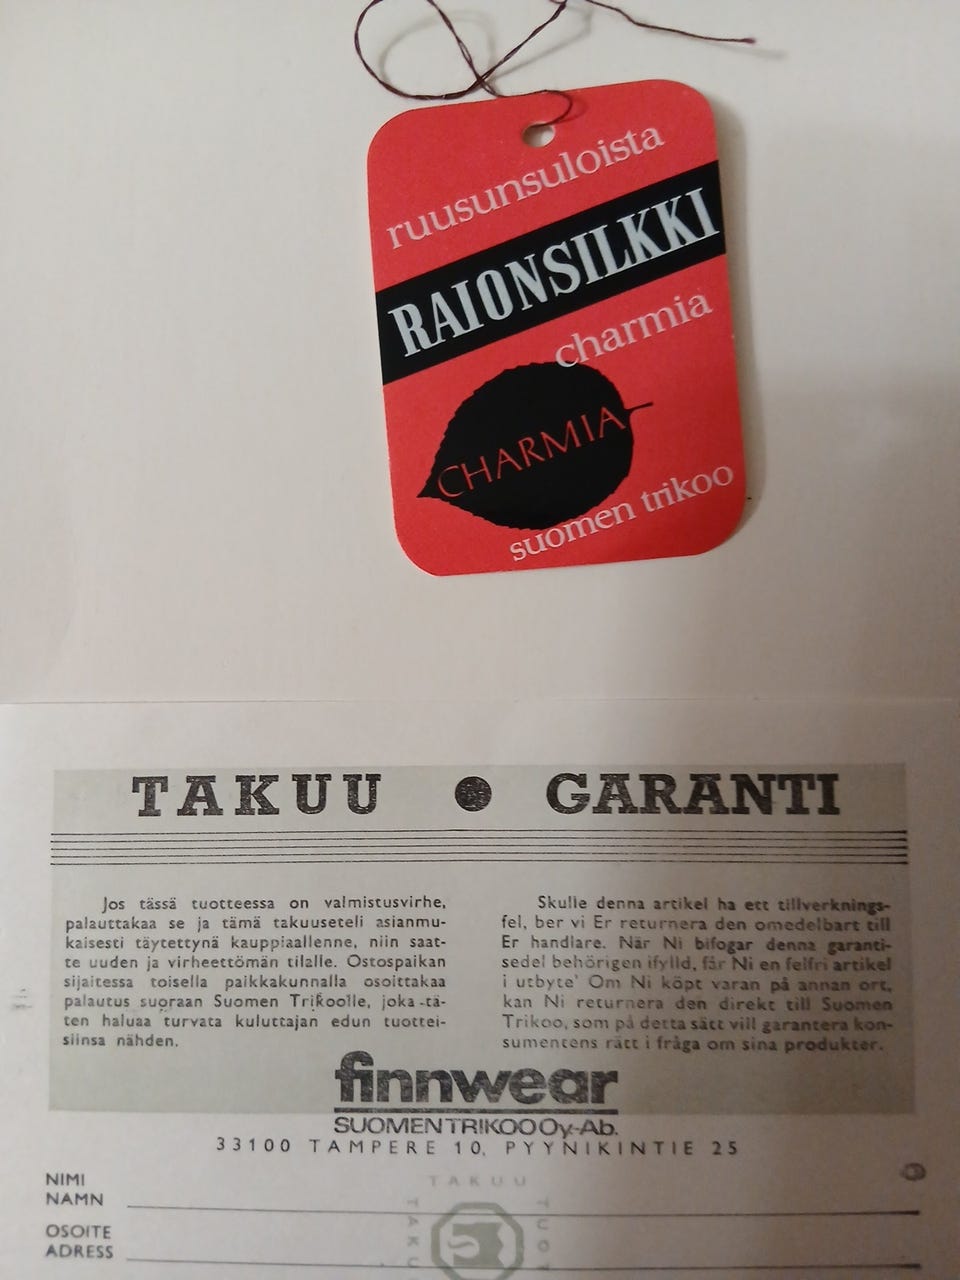 ruusunsuloista
RAIONSILKKI
charmia
CHARMIA
suomen trikoo
TAKUU ● GARANTI
Jos tässä tuotteessa on valmistusvirhe,
palauttakaa se ja tämä takuuseteli asianmu-
kaisesti täytettynä kauppiaallenne, niin saat-
te uuden ja virheettömän tilalle. Ostospaikan
sijaitessa toisella paikkakunnalla osoittakaa
palautus suoraan Suomen Trikoolle, joka tä-
ten haluaa turvata kuluttajan edun tuottei-
siinsa nähden.
Skulle denna artikel ha ett tillverknings-
fel, ber vi Er returnera den omedelbart till
Er handlare. När Ni bifogar denna garanti-
sedel behörigen ifylld, får Ni en felfri artikel
i utbyte' Om Ni köpt varan på annan ort,
kan Ni returnera den direkt till Suomen
Trikoo, som på detta sätt vill garantera kon-
sumentens rätt i fråga om sina produkter.
finnwear
SUOMEN TRIKOO Oy-Ab.
33100 TAMPERE 10, PYYNIKINTIE 25
NIMI
NAMN
OSOITE
ADRESS
TAKUU